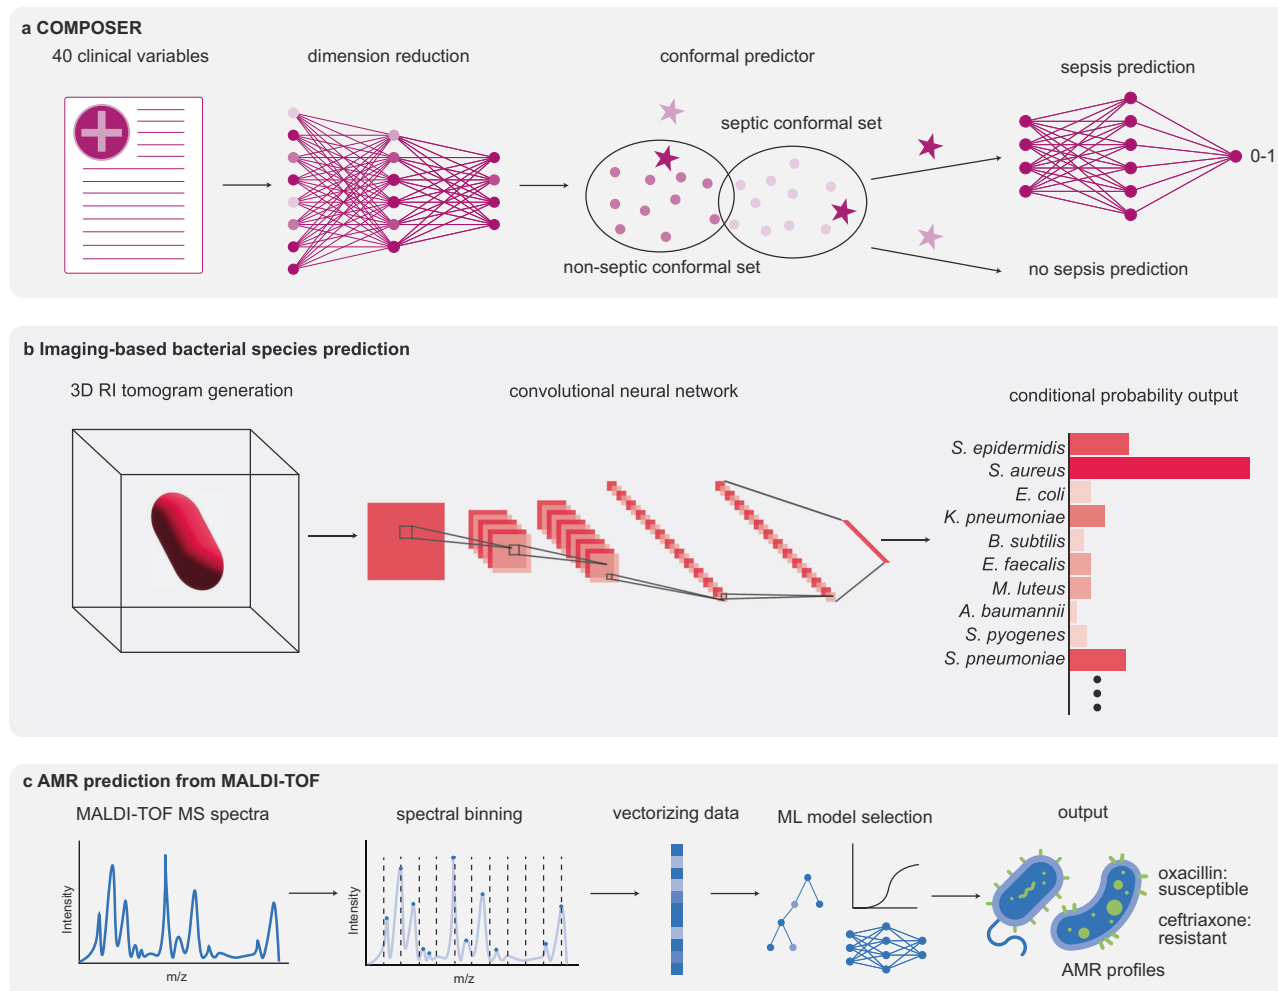 a COMPOSER
40 clinical variables
dimension reduction
conformal predictor
sepsis prediction
septic conformal set
0-1
non-septic conformal set
no sepsis prediction
b Imaging-based bacterial species prediction
3D RI tomogram generation
convolutional neural network
conditional probability output
S. epidermidis
S. aureus
E. coli
K. pneumoniae
B. subtilis
E. faecalis
M. luteus
A. baumannii
S. pyogenes
S. pneumoniae
c AMR prediction from MALDI-TOF
MALDI-TOF MS spectra
spectral binning
vectorizing data
ML model selection
output
Intensity
m/z
Intensity
m/z
oxacillin:
susceptible
ceftriaxone:
resistant
AMR profiles